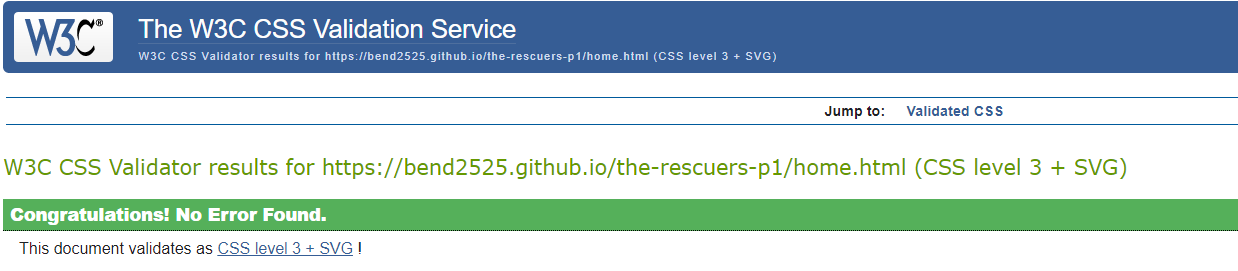 W3C®
The W3C CSS Validation Service
W3C CSS Validator results for https://bend2525.github.io/the-rescuers-p1/home.html (CSS level 3 + SVG)
Jump to: Validated CSS
W3C CSS Validator results for https://bend2525.github.io/the-rescuers-p1/home.html (CSS level 3 + SVG)
Congratulations! No Error Found.
This document validates as CSS level 3 + SVG !